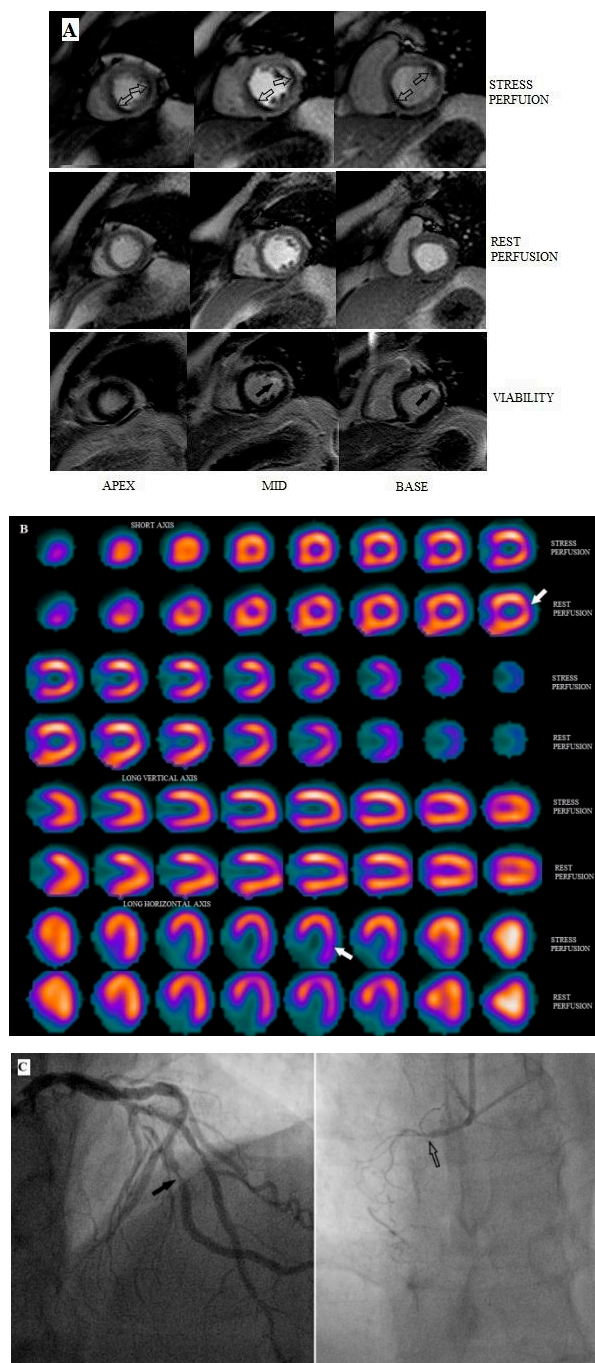 A
STRESS
PERFUION
REST
PERFUSION
VIABILITY
APEX MID BASE
B
SHORT AXIS
STRESS
PERFUSION
REST
PERFUSION
STRESS
PERFUSION
REST
PERFUSION
LONG VERTICAL AXIS
STRESS
PERFUSION
REST
PERFUSION
LONG HORIZONTAL AXIS
STRESS
PERFUSION
REST
PERFUSION
C